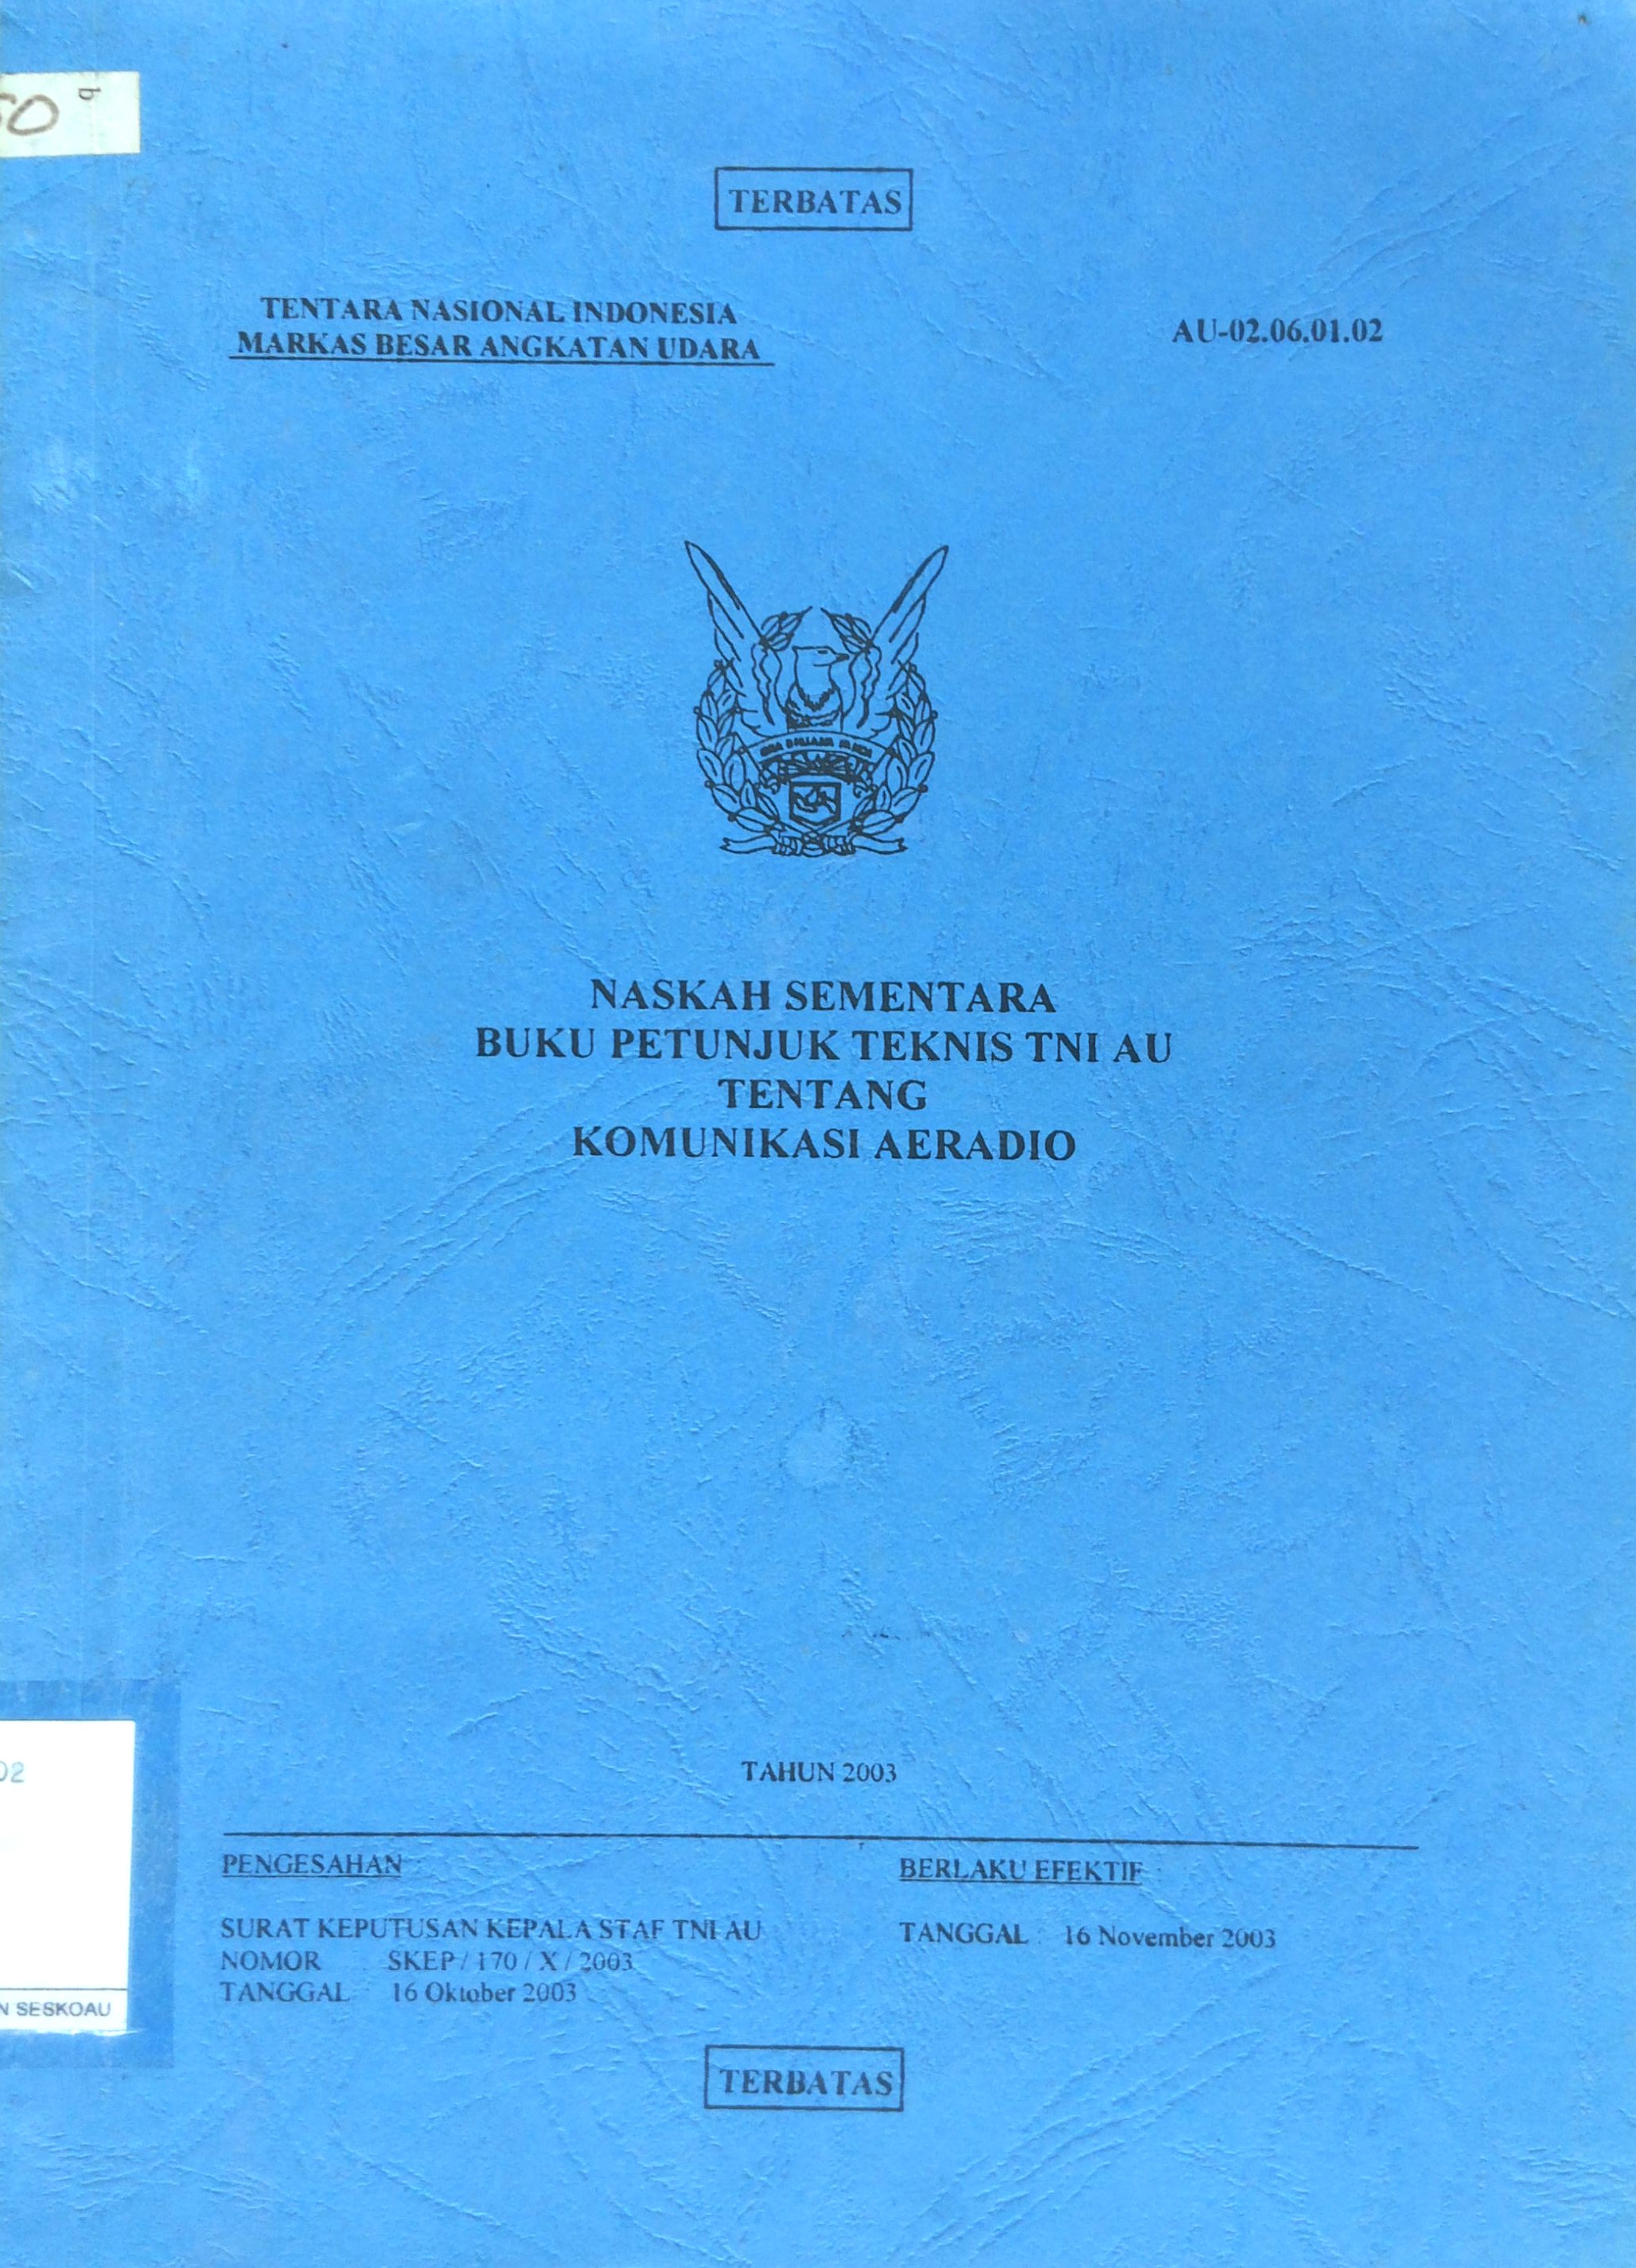 50 b
TERBATAS
TENTARA NASIONAL INDONESIA
MARKAS BESAR ANGKATAN UDARA
AU-02.06.01.02
NASKAH SEMENTARA
BUKU PETUNJUK TEKNIS TNI AU
TENTANG
KOMUNIKASI AERADIO
TAHUN 2003
PENGESAHAN :
BERLAKU EFEKTIF :
SURAT KEPUTUSAN KEPALA STAF TNI AU
TANGGAL : 16 November 2003
NOMOR : SKEP / 170 / X / 2003
TANGGAL : 16 Oktober 2003
02
N SESKOAU
TERBATAS